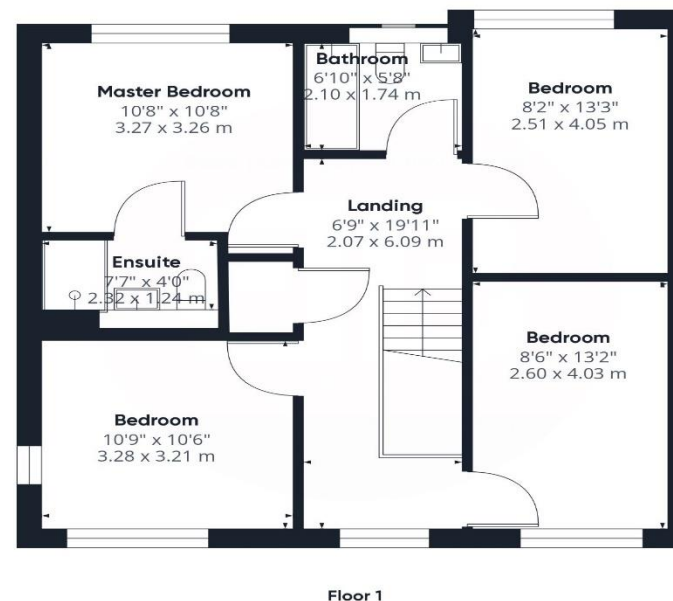 Master Bedroom
10'8" x 10'8"
3.27 x 3.26 m
Bathroom
6'10" x 5'8"
2.10 x 1.74 m
Bedroom
8'2" x 13'3"
2.51 x 4.05 m
Landing
6'9" x 19'11"
2.07 x 6.09 m
Ensuite
7'7" x 4'0"
2.32 x 1.24 m
Bedroom
8'6" x 13'2"
2.60 x 4.03 m
Bedroom
10'9" x 10'6"
3.28 x 3.21 m
Floor 1